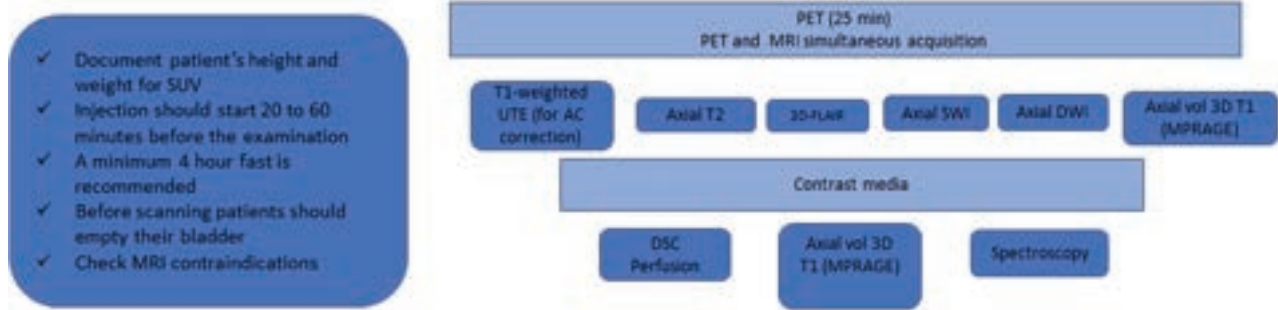 ✓ Document patient's height and
weight for SUV
✓ Injection should start 20 to 60
minutes before the examination
✓ A minimum 4 hour fast is
recommended
✓ Before scanning patients should
empty their bladder
✓ Check MRI contraindications
PET (25 min)
PET and MRI simultaneous acquisition
T1-weighted
UTE (for AC
correction)
Axial T2
3D-FLAIR
Axial SWI
Axial DWI
Axial vol 3D T1
(MPRAGE)
Contrast media
DSC
Perfusion
Axial vol 3D
T1 (MPRAGE)
Spectroscopy